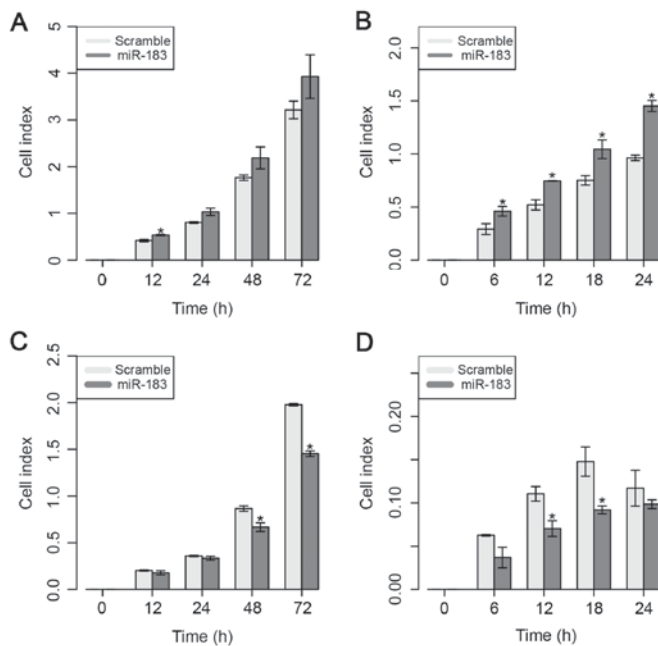 A
Scramble
miR-183
Cell index
5
4
3
2
1
0
*
0 12 24 48 72
Time (h)
B
Scramble
miR-183
Cell index
2.0
1.5
1.0
0.5
0.0
* * * *
0 6 12 18 24
Time (h)
C
Scramble
miR-183
Cell index
2.5
2.0
1.5
1.0
0.5
0.0
* *
0 12 24 48 72
Time (h)
D
Scramble
miR-183
Cell index
0.20
0.10
0.00
* *
0 6 12 18 24
Time (h)